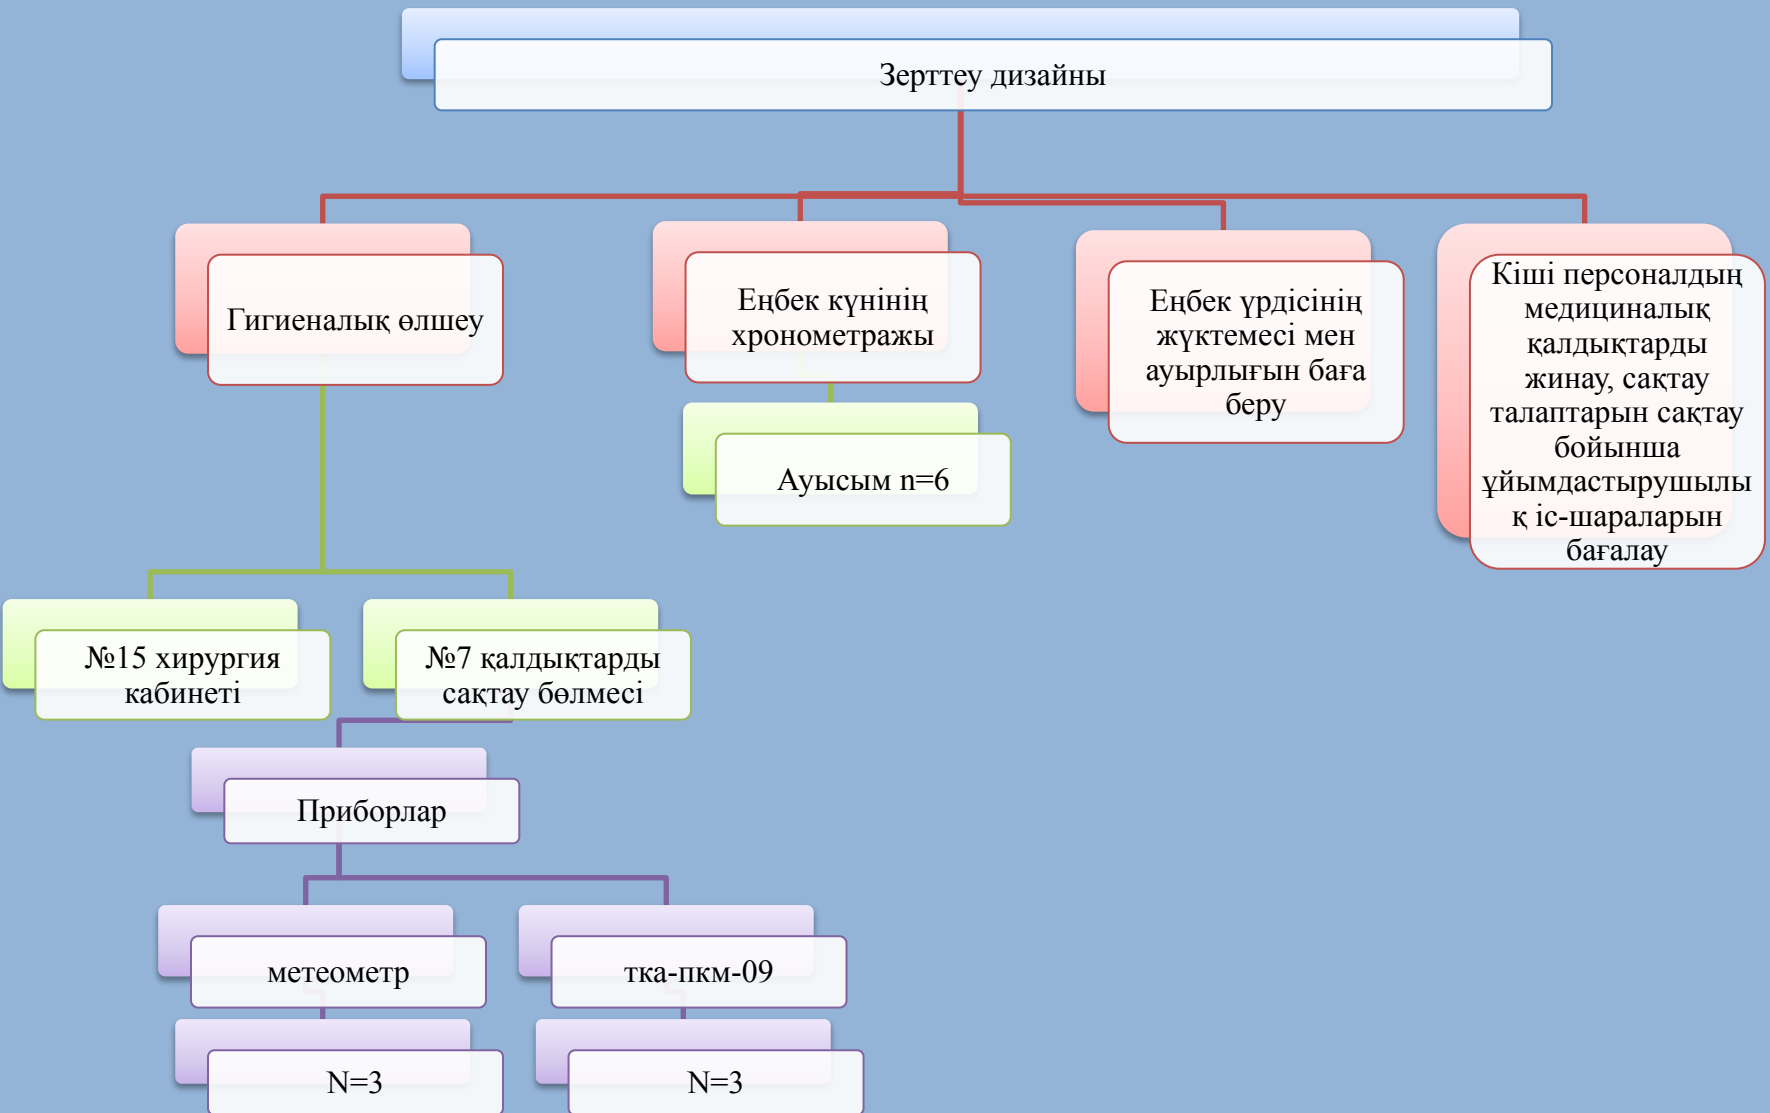 Зерттеу дизайны
Гигиеналық өлшеу
Еңбек күнінің
хронометражы
Ауысым n=6
Еңбек үрдісінің
жүктемесі мен
ауырлығын баға
беру
Кіші персоналдың
медициналық
қалдықтарды
жинау, сақтау
талаптарын сақтау
бойынша
ұйымдастырушылы
қ іс-шараларын
бағалау
№15 хирургия
кабинеті
№7 қалдықтарды
сақтау бөлмесі
Приборлар
метеометр
тка-пкм-09
N=3
N=3